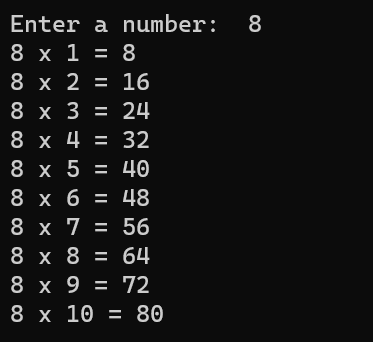 Enter a number:  8
8 x 1 = 8
8 x 2 = 16
8 x 3 = 24
8 x 4 = 32
8 x 5 = 40
8 x 6 = 48
8 x 7 = 56
8 x 8 = 64
8 x 9 = 72
8 x 10 = 80